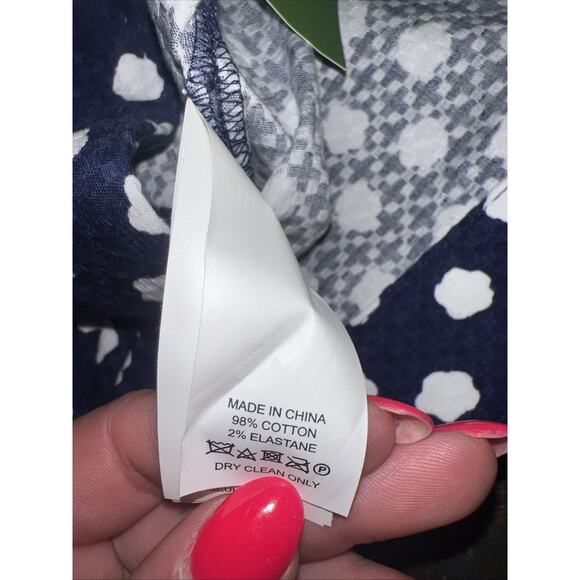 MADE IN CHINA
98% COTTON
2% ELASTANE
P
DRY CLEAN ONLY